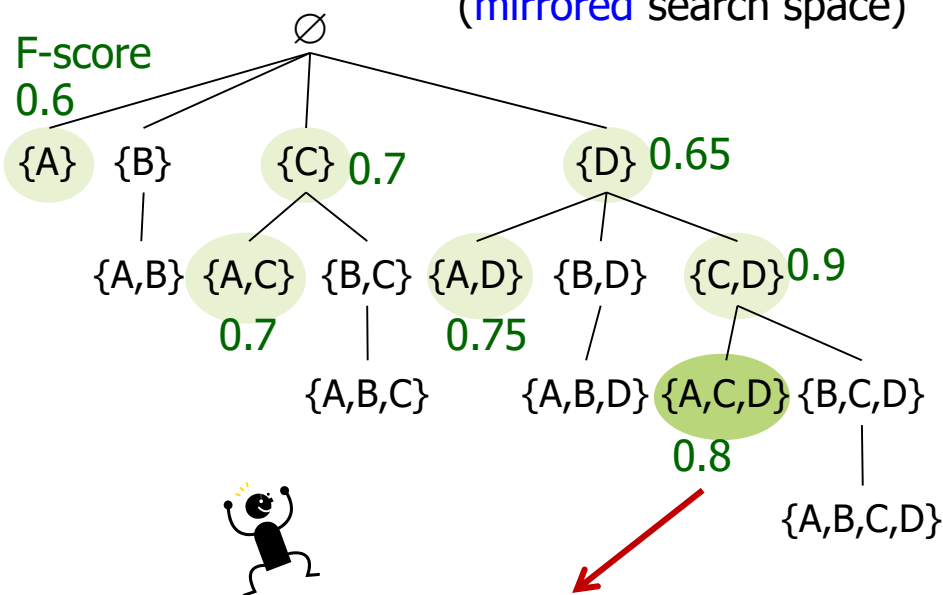 (mirrored search space)
∅
F-score
0.6
{A} {B} {C} 0.7 {D} 0.65
{A,B} {A,C} {B,C} {A,D} {B,D} {C,D} 0.9
0.7 0.75
{A,B,C} {A,B,D} {A,C,D} {B,C,D}
0.8
{A,B,C,D}